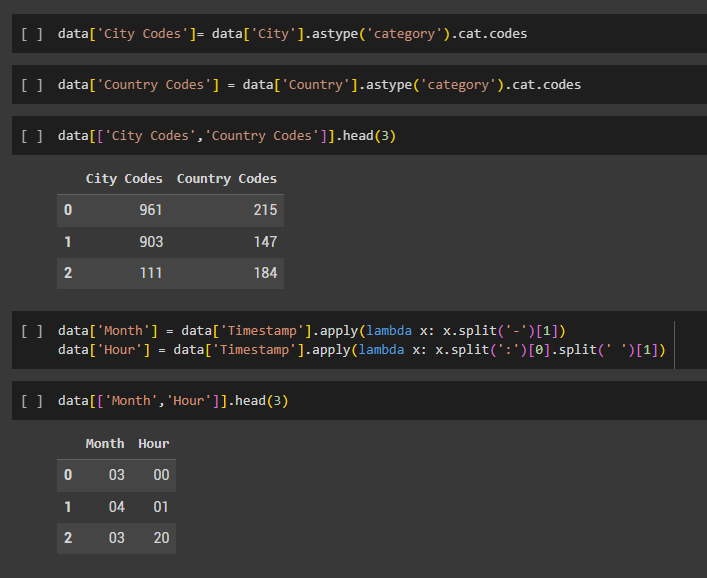 [ ] data['City Codes']= data['City'].astype('category').cat.codes
[ ] data['Country Codes'] = data['Country'].astype('category').cat.codes
[ ] data[['City Codes','Country Codes']].head(3)
City Codes Country Codes
0 961 215
1 903 147
2 111 184
[ ] data['Month'] = data['Timestamp'].apply(lambda x: x.split('-')[1])
data['Hour'] = data['Timestamp'].apply(lambda x: x.split(':')[0].split(' ')[1])
[ ] data[['Month','Hour']].head(3)
Month Hour
0 03 00
1 04 01
2 03 20